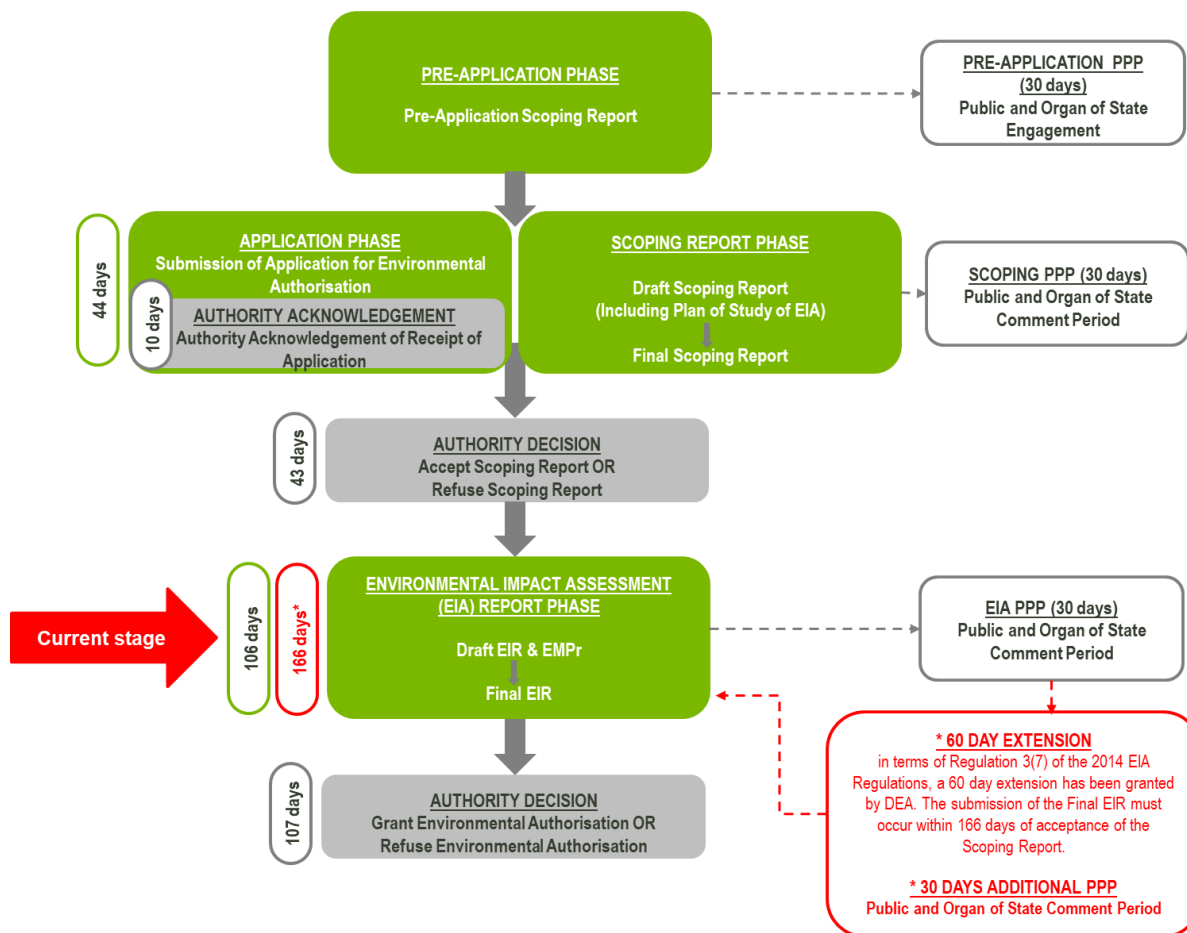 PRE-APPLICATION PHASE
Pre-Application Scoping Report
PRE-APPLICATION PPP
(30 days)
Public and Organ of State
Engagement
44 days
APPLICATION PHASE
Submission of Application for Environmental
Authorisation
10 days
AUTHORITY ACKNOWLEDGEMENT
Authority Acknowledgement of Receipt of
Application
SCOPING REPORT PHASE
Draft Scoping Report
(Including Plan of Study of EIA)
Final Scoping Report
SCOPING PPP (30 days)
Public and Organ of State
Comment Period
43 days
AUTHORITY DECISION
Accept Scoping Report OR
Refuse Scoping Report
Current stage
106 days
166 days*
ENVIRONMENTAL IMPACT ASSESSMENT
(EIA) REPORT PHASE
Draft EIR & EMPr
Final EIR
EIA PPP (30 days)
Public and Organ of State
Comment Period
* 60 DAY EXTENSION
in terms of Regulation 3(7) of the 2014 EIA
Regulations, a 60 day extension has been granted
by DEA. The submission of the Final EIR must
occur within 166 days of acceptance of the
Scoping Report.
* 30 DAYS ADDITIONAL PPP
Public and Organ of State Comment Period
107 days
AUTHORITY DECISION
Grant Environmental Authorisation OR
Refuse Environmental Authorisation